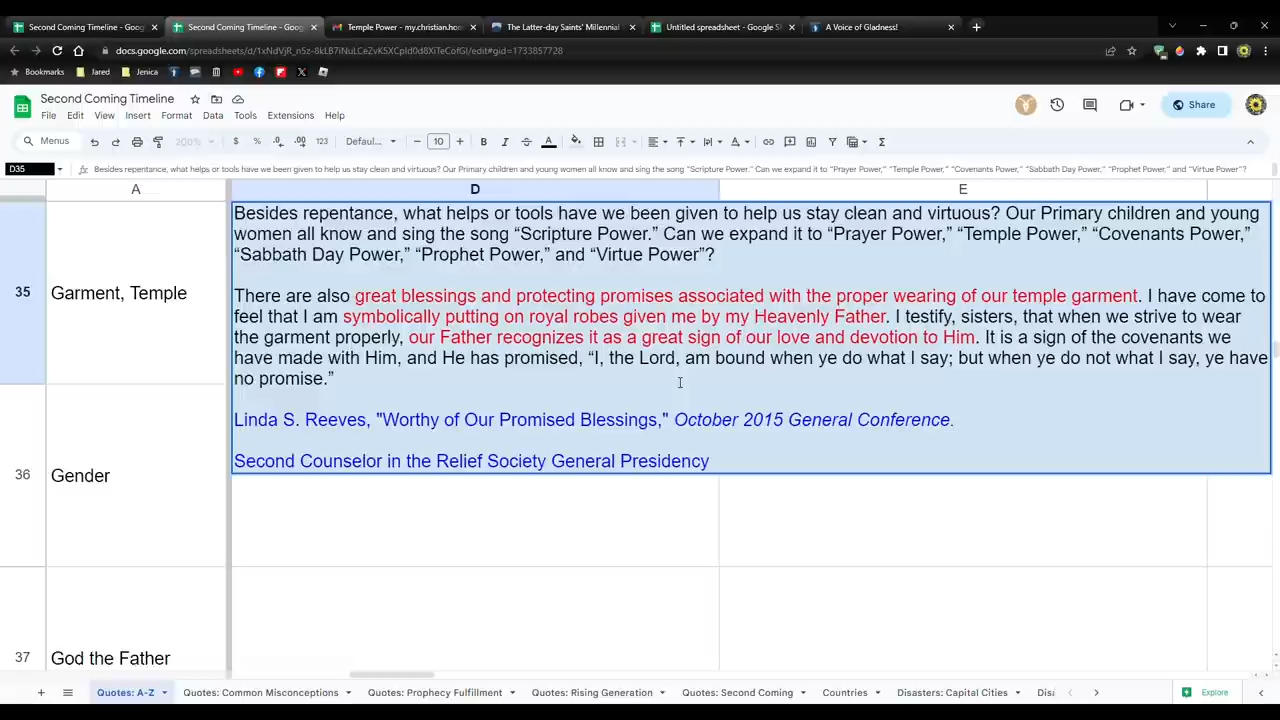 Second Coming Timeline - Goog
Second Coming Timeline - Goog
Temple Power - my.christian.hom
The Latter-day Saints' Millennial
Untitled spreadsheet - Google Sh
A Voice of Gladness!
docs.google.com/spreadsheets/d/1xNdVjR_n5z-8kLB7iNuLCeZvK5XCpId0d8XiTeCofGI/edit#gid=1733857728
Bookmarks Jared Jenica
Second Coming Timeline
File Edit View Insert Format Data Tools Extensions Help
Share
Menus 200% $ % .0 .00 123 Defaul... 10 B I A Σ
D35 fx Besides repentance, what helps or tools have we been given to help us stay clean and virtuous? Our Primary children and young women all know and sing the song “Scripture Power.” Can we expand it to “Prayer Power,” “Temple Power,” “Covenants Power,” “Sabbath Day Power,” “Prophet Power,” and “Virtue Power”?
A D E
35 Garment, Temple
Besides repentance, what helps or tools have we been given to help us stay clean and virtuous? Our Primary children and young
women all know and sing the song “Scripture Power.” Can we expand it to “Prayer Power,” “Temple Power,” “Covenants Power,”
“Sabbath Day Power,” “Prophet Power,” and “Virtue Power”?
There are also great blessings and protecting promises associated with the proper wearing of our temple garment. I have come to
feel that I am symbolically putting on royal robes given me by my Heavenly Father. I testify, sisters, that when we strive to wear
the garment properly, our Father recognizes it as a great sign of our love and devotion to Him. It is a sign of the covenants we
have made with Him, and He has promised, “I, the Lord, am bound when ye do what I say; but when ye do not what I say, ye have
no promise.”
Linda S. Reeves, "Worthy of Our Promised Blessings," October 2015 General Conference.
Second Counselor in the Relief Society General Presidency
36 Gender
37 God the Father
Quotes: A-Z Quotes: Common Misconceptions Quotes: Prophecy Fulfillment Quotes: Rising Generation Quotes: Second Coming Countries Disasters: Capital Cities Disa Explore